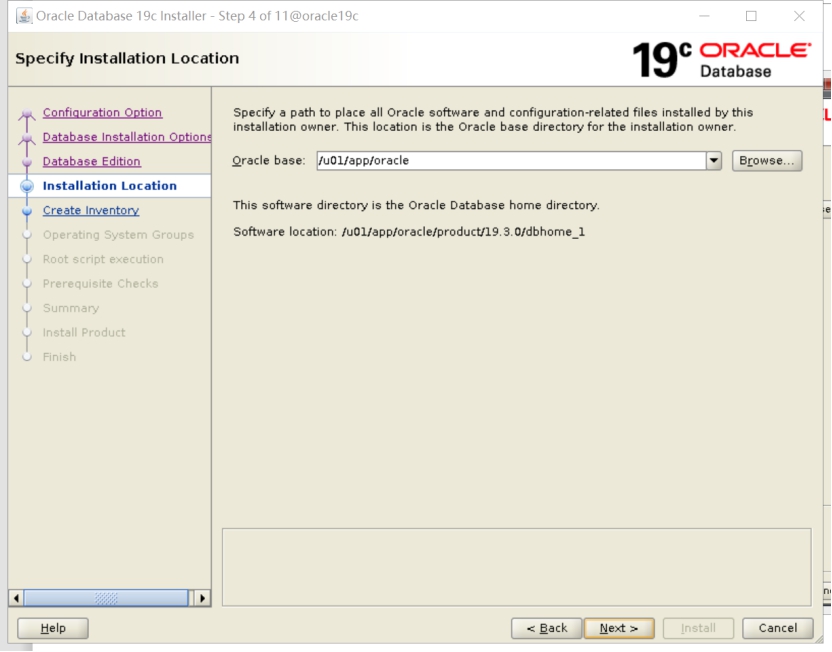 Oracle Database 19c Installer - Step 4 of 11@oracle19c
Specify Installation Location
19c ORACLE
Database
Configuration Option
Database Installation Options
Database Edition
Installation Location
Create Inventory
Operating System Groups
Root script execution
Prerequisite Checks
Summary
Install Product
Finish
Specify a path to place all Oracle software and configuration-related files installed by this
installation owner. This location is the Oracle base directory for the installation owner.
Oracle base: /u01/app/oracle Browse...
This software directory is the Oracle Database home directory.
Software location: /u01/app/oracle/product/19.3.0/dbhome_1
Help < Back Next > Install Cancel